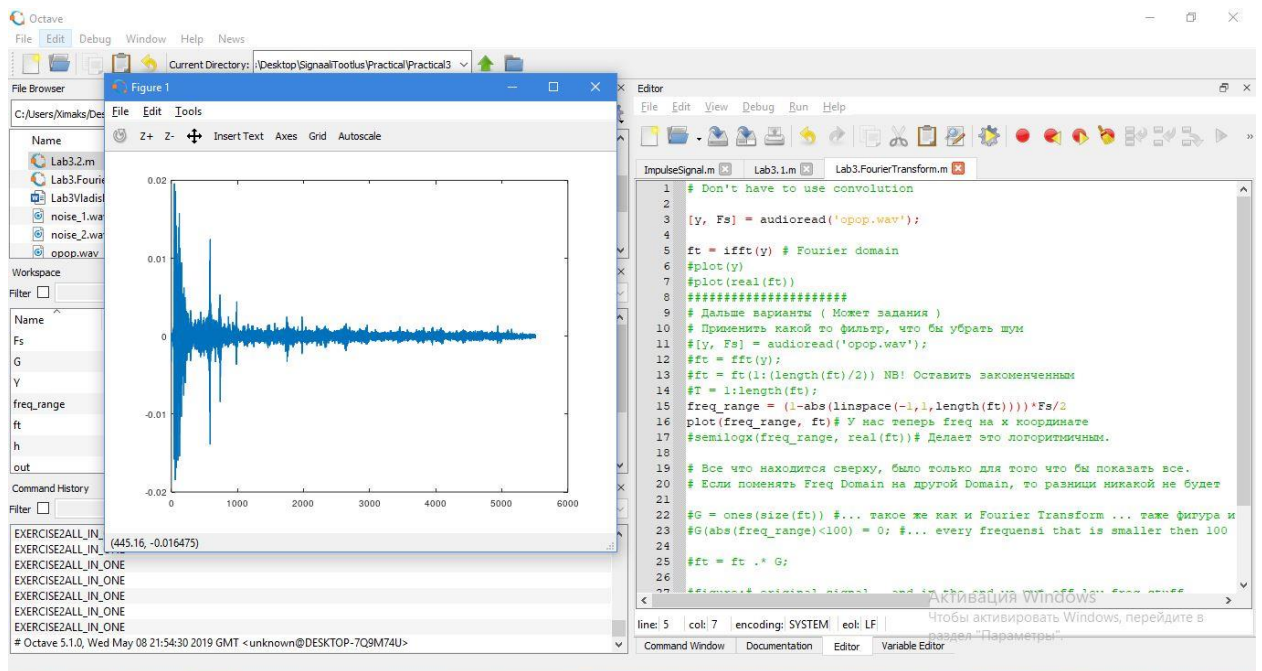 Octave
File Edit Debug Window Help News
Current Directory: :\Desktop\SignaaliTootlus\Practical\Practical3
File Browser
C:/Users/Ximaks/Des
Name
Lab3.2.m
Lab3.Fourie
Lab3Vladis
noise_1.wa
noise_2.wa
opop.wav
Workspace
Filter
Name
Fs
G
Y
freq_range
ft
h
out
Command History
Filter
EXERCISE2ALL_IN_
EXERCISE2ALL_IN_ONE
EXERCISE2ALL_IN_ONE
EXERCISE2ALL_IN_ONE
EXERCISE2ALL_IN_ONE
EXERCISE2ALL_IN_ONE
EXERCISE2ALL_IN_ONE
# Octave 5.1.0, Wed May 08 21:54:30 2019 GMT <unknown@DESKTOP-7Q9M74U>
Figure 1
File Edit Tools
Z+ Z- Insert Text Axes Grid Autoscale
0.02
0.01
0
-0.01
-0.02
0 1000 2000 3000 4000 5000 6000
(445.16, -0.016475)
Editor
File Edit View Debug Run Help
ImpulseSignal.m Lab3.1.m Lab3.FourierTransform.m
1 # Don't have to use convolution
2
3 [y, Fs] = audioread('opop.wav');
4
5 ft = ifft(y) # Fourier domain
6 #plot(y)
7 #plot(real(ft))
8 ######################
9 # Дальше варианты ( Может задания )
10 # Применить какой то фильтр, что бы убрать шум
11 #[y, Fs] = audioread('opop.wav');
12 #ft = fft(y);
13 #ft = ft(1:(length(ft)/2)) NB! Оставить закоменченным
14 #T = 1:length(ft);
15 freq_range = (1-abs(linspace(-1,1,length(ft))))*Fs/2
16 plot(freq_range, ft)# У нас теперь freq на х координате
17 #semilogx(freq_range, real(ft))# Делает это логоритмичным.
18
19 # Все что находится сверху, было только для того что бы показать все.
20 # Если поменять Freq Domain на другой Domain, то разници никакой не будет
21
22 #G = ones(size(ft)) #... такое же как и Fourier Transform ... таже фигура и
23 #G(abs(freq_range)<100) = 0; #... every frequensi that is smaller then 100
24
25 #ft = ft .* G;
26
27
Активация Windows
Чтобы активировать Windows, перейдите в
раздел "Параметры".
line: 5 col: 7 encoding: SYSTEM eol: LF
Command Window Documentation Editor Variable Editor